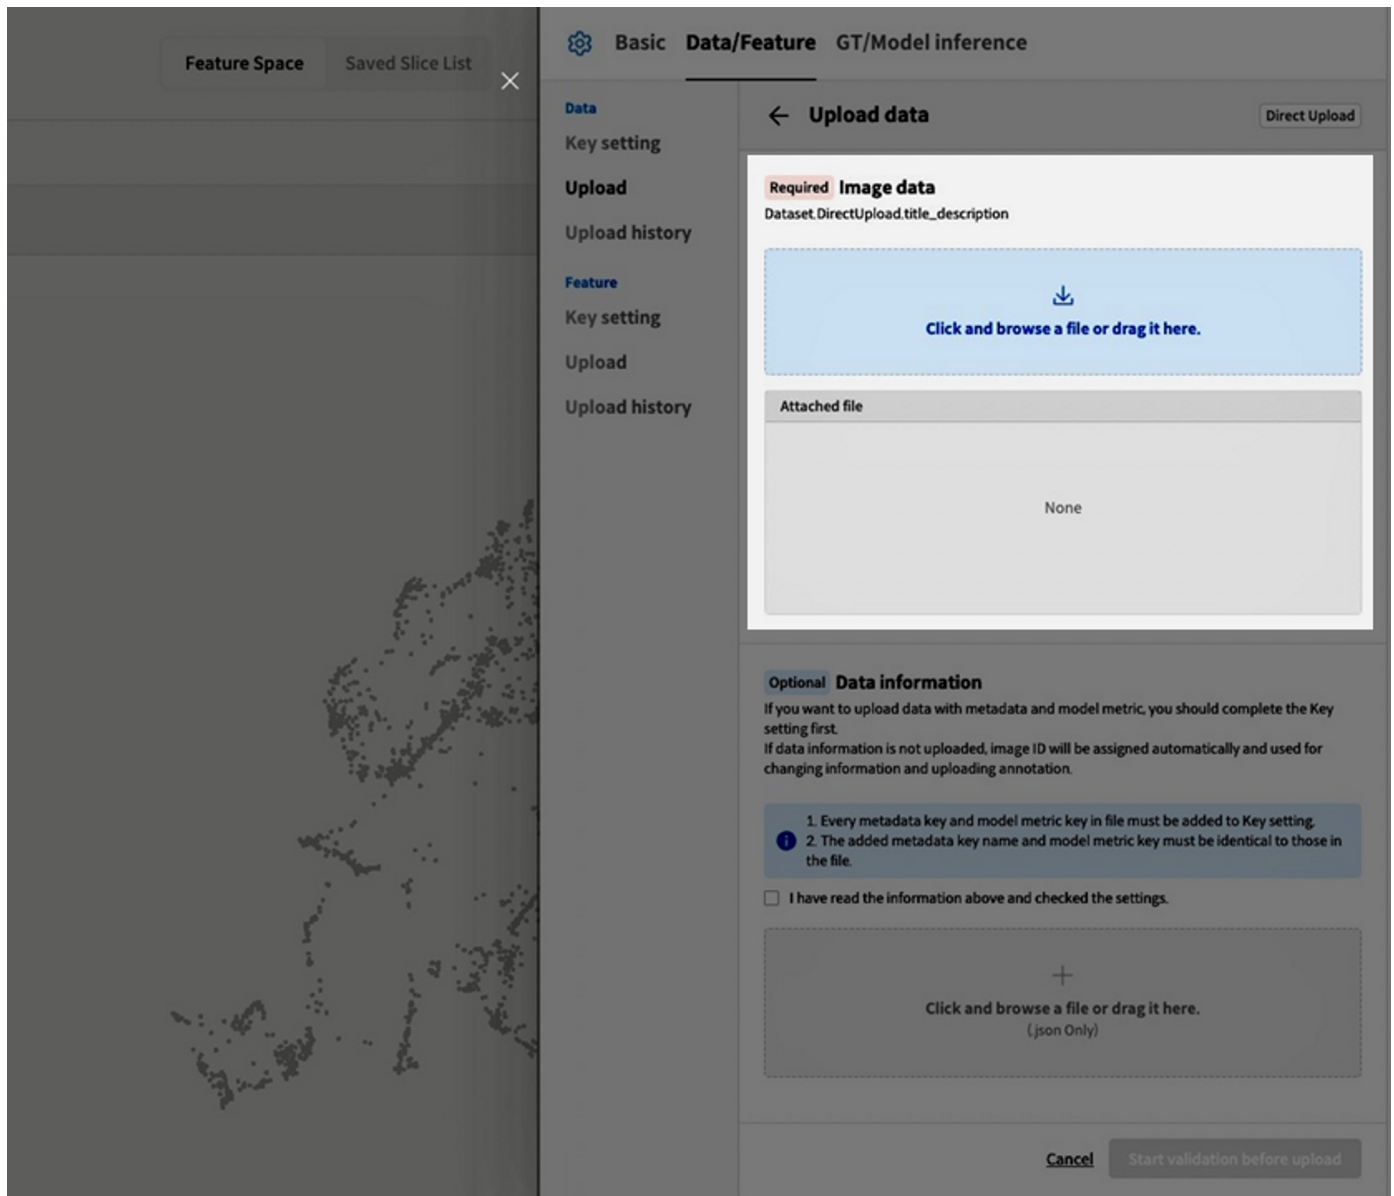 Feature Space
Saved Slice List
Basic
Data/Feature
GT/Model inference
Data
Key setting
Upload
Upload history
Feature
Key setting
Upload
Upload history
Upload data
Direct Upload
Required Image data
Dataset.DirectUpload.title_description
Click and browse a file or drag it here.
Attached file
None
Optional Data information
If you want to upload data with metadata and model metric, you should complete the Key
setting first.
If data information is not uploaded, image ID will be assigned automatically and used for
changing information and uploading annotation.
1. Every metadata key and model metric key in file must be added to Key setting.
2. The added metadata key name and model metric key must be identical to those in
the file.
I have read the information above and checked the settings.
Click and browse a file or drag it here.
(.json Only)
Cancel
Start validation before upload